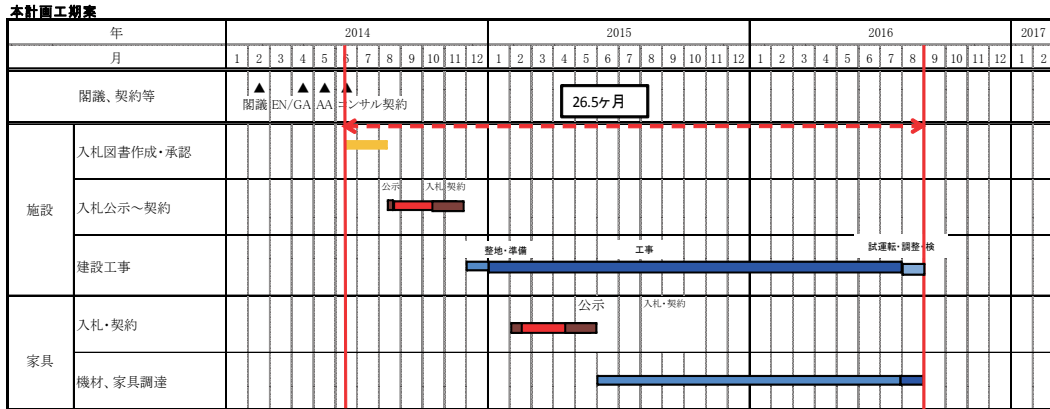 本計画工期案
年 2014 2015 2016 2017
月 1 2 3 4 5 6 7 8 9 10 11 12 1 2 3 4 5 6 7 8 9 10 11 12 1 2 3 4 5 6 7 8 9 10 11 12 1 2
閣議、契約等 ▲ ▲ ▲ ▲
閣議 EN/GA AA コンサル契約 26.5ヶ月
施設
入札図書作成・承認
公示 入札 契約
入札公示～契約
整地・準備 工事 試運転・調整・検
建設工事
家具
公示 入札・契約
入札・契約
機材、家具調達